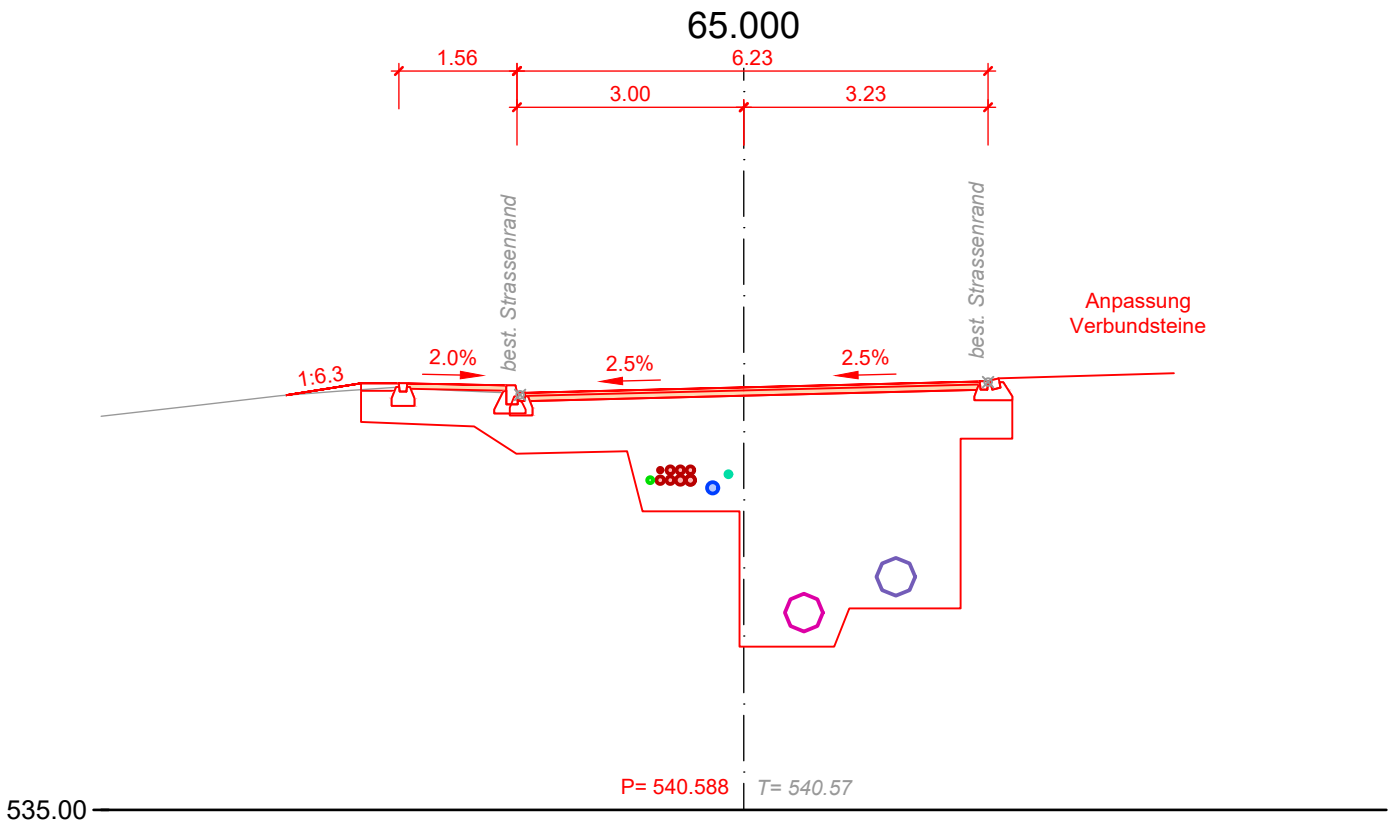 65.000
1.56
6.23
3.00
3.23
best. Strassenrand
best. Strassenrand
Anpassung
Verbundsteine
1:6.3
2.0%
2.5%
2.5%
P= 540.588
T= 540.57
535.00